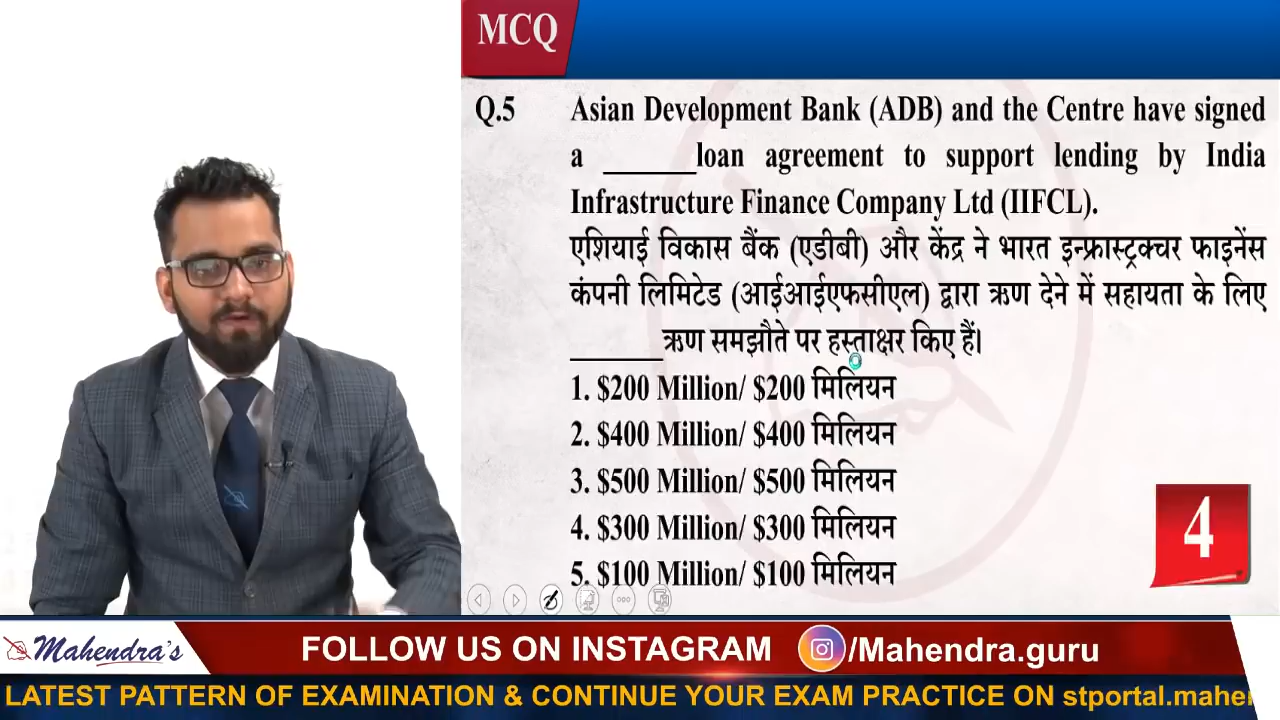 MCQ
Q.5 Asian Development Bank (ADB) and the Centre have signed
a ______loan agreement to support lending by India
Infrastructure Finance Company Ltd (IIFCL).
एशियाई विकास बैंक (एडीबी) और केंद्र ने भारत इन्फ्रास्ट्रक्चर फाइनेंस
कंपनी लिमिटेड (आईआईएफसीएल) द्वारा ऋण देने में सहायता के लिए
______ऋण समझौते पर हस्ताक्षर किए हैं।
1. $200 Million/ $200 मिलियन
2. $400 Million/ $400 मिलियन
3. $500 Million/ $500 मिलियन
4. $300 Million/ $300 मिलियन
5. $100 Million/ $100 मिलियन
4
Mahendra's
FOLLOW US ON INSTAGRAM /Mahendra.guru
LATEST PATTERN OF EXAMINATION & CONTINUE YOUR EXAM PRACTICE ON stportal.maher